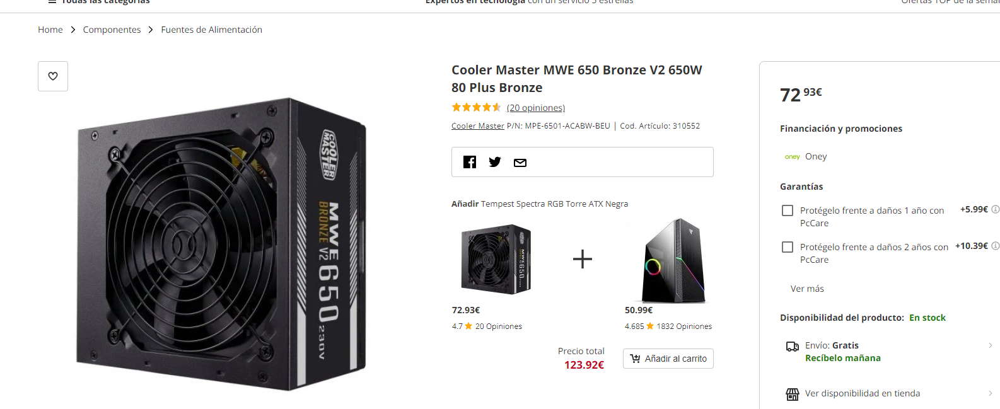 Todas las categorías
Expertos en tecnología con un servicio 5 estrellas
Ofertas TOP de la
Home
Componentes
Fuentes de Alimentación
COOLER
MASTER
MWE
BRONZE V2
650
230V
Cooler Master MWE 650 Bronze V2 650W
80 Plus Bronze
(20 opiniones)
Cooler Master P/N: MPE-6501-ACABW-BEU | Cod. Artículo: 310552
Añadir Tempest Spectra RGB Torre ATX Negra
MWE
650
72.93€
4.7 20 Opiniones
50.99€
4.685 1832 Opiniones
Precio total
123.92€
Añadir al carrito
72 93€
Financiación y promociones
oney Oney
Garantías
Protégelo frente a daños 1 año con
PcCare
+5.99€
Protégelo frente a daños 2 años con
PcCare
+10.39€
Ver más
Disponibilidad del producto: En stock
Envío: Gratis
Recíbelo mañana
Ver disponibilidad en tienda